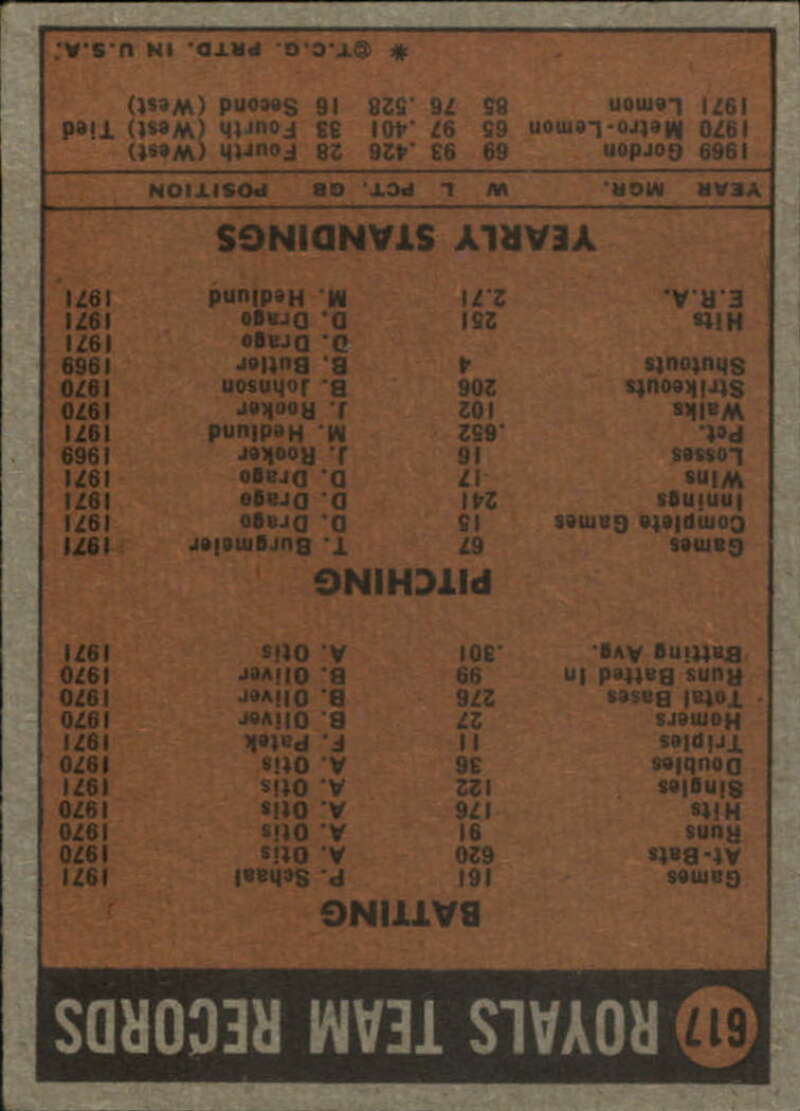 617 ROYALS TEAM RECORDS
BATTING
Games 161 P. Schaal 1971
At-Bats 620 A. Otis 1970
Runs 91 A. Otis 1970
Hits 176 A. Otis 1970
Singles 122 A. Otis 1971
Doubles 36 A. Otis 1970
Triples 11 F. Patek 1971
Homers 27 B. Oliver 1970
Total Bases 276 B. Oliver 1970
Runs Batted In 99 B. Oliver 1970
Batting Avg. .301 A. Otis 1971
PITCHING
Games 67 T. Burgmeier 1971
Complete Games 15 D. Drago 1971
Innings 241 D. Drago 1971
Wins 17 D. Drago 1971
Losses 16 J. Rooker 1969
Pct. .652 M. Hedlund 1971
Walks 102 J. Rooker 1970
Strikeouts 206 B. Johnson 1970
Shutouts 4 B. Butler 1969
D. Drago 1971
Hits 251 D. Drago 1971
E.R.A. 2.71 M. Hedlund 1971
YEARLY STANDINGS
YEAR MGR. W L PCT. GB POSITION
1969 Gordon 69 93 .426 28 Fourth (West)
1970 Metro-Lemon 65 97 .401 33 Fourth (West) Tied
1971 Lemon 85 76 .528 16 Second (West)
* ©T.C.G. PRTD. IN U.S.A.